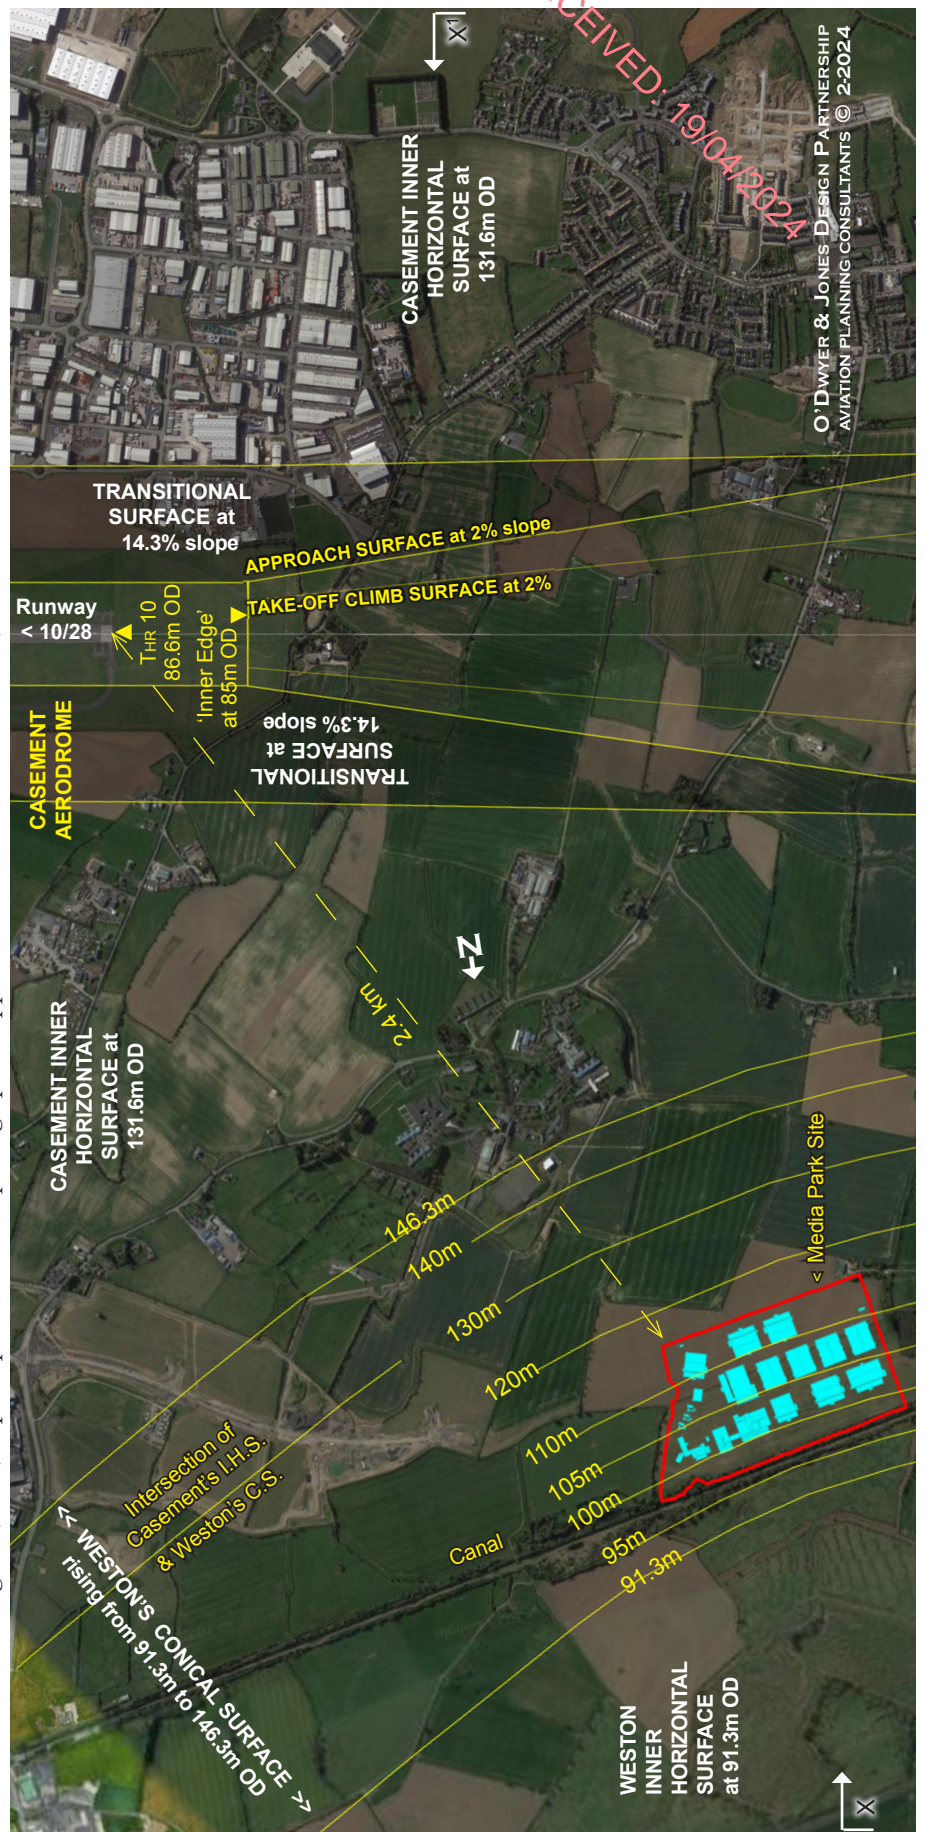 X¹
RECEIVED: 19/04/2024
O'DWYER & JONES DESIGN PARTNERSHIP
AVIATION PLANNING CONSULTANTS © 2-2024
CASEMENT INNER
HORIZONTAL
SURFACE at
131.6m OD
TRANSITIONAL
SURFACE at
14.3% slope
APPROACH SURFACE at 2% slope
TAKE-OFF CLIMB SURFACE at 2%
Runway
< 10/28
THR 10
86.6m OD
'Inner Edge'
at 85m OD
CASEMENT
AERODROME
TRANSITIONAL
SURFACE at
14.3% slope
N
2.4 km
CASEMENT INNER
HORIZONTAL
SURFACE at
131.6m OD
< Media Park Site
146.3m
140m
130m
120m
110m
105m
100m
95m
91.3m
Intersection of
Casement's I.H.S.
& Weston's C.S.
Canal
<< WESTON'S CONICAL SURFACE >>
rising from 91.3m to 146.3m OD
WESTON
INNER
HORIZONTAL
SURFACE
at 91.3m OD
X